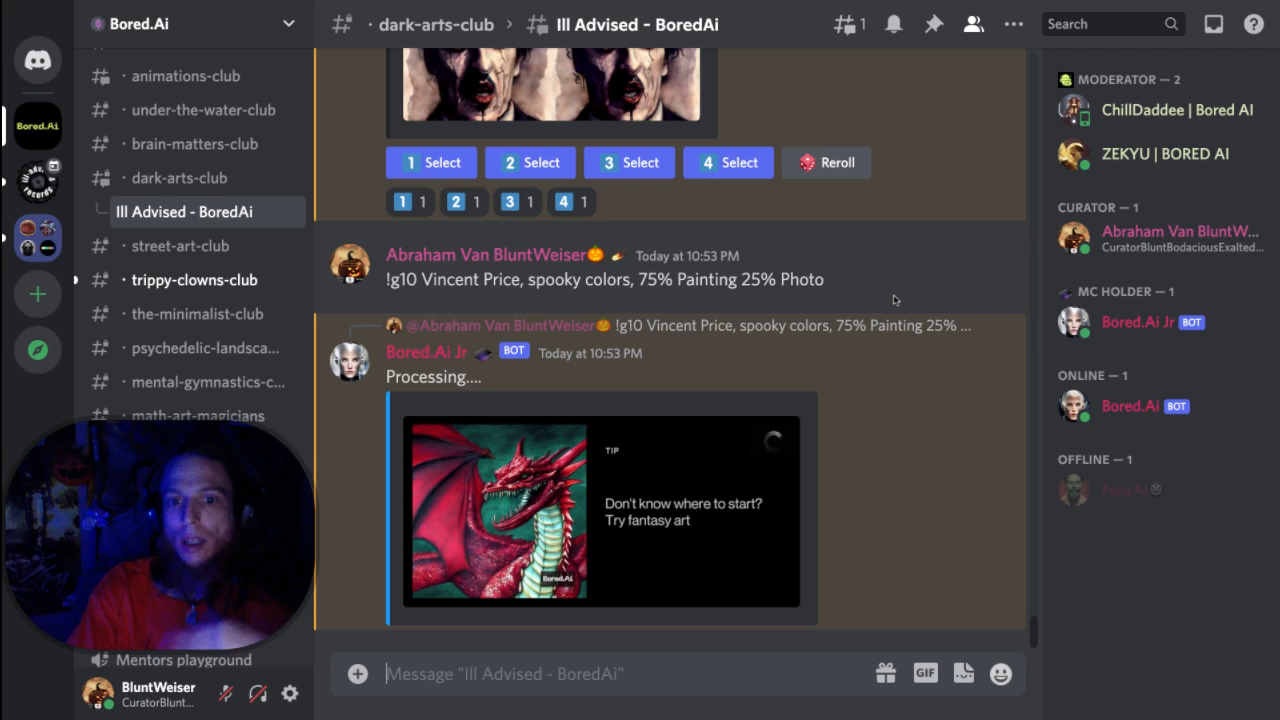 Bored.Ai
dark-arts-club
Ill Advised - BoredAi
1
Search
animations-club
under-the-water-club
brain-matters-club
dark-arts-club
Ill Advised - BoredAi
street-art-club
trippy-clowns-club
the-minimalist-club
psychedelic-landsca...
mental-gymnastics-c...
math-art-magicians
Mentors playground
BluntWeiser
CuratorBlunt...
Bored.Ai
1 Select
2 Select
3 Select
4 Select
Reroll
1 1
2 1
3 1
4 1
Abraham Van BluntWeiser Today at 10:53 PM
!g10 Vincent Price, spooky colors, 75% Painting 25% Photo
@Abraham Van BluntWeiser !g10 Vincent Price, spooky colors, 75% Painting 25% ...
Bored.Ai Jr BOT Today at 10:53 PM
Processing....
TIP
Don't know where to start?
Try fantasy art
Bored.Ai
Message "Ill Advised - BoredAi"
GIF
MODERATOR — 2
ChillDaddee | Bored AI
ZEKYU | BORED AI
CURATOR — 1
Abraham Van BluntW...
CuratorBluntBodaciousExalted...
MC HOLDER — 1
Bored.Ai Jr BOT
ONLINE — 1
Bored.Ai BOT
OFFLINE — 1